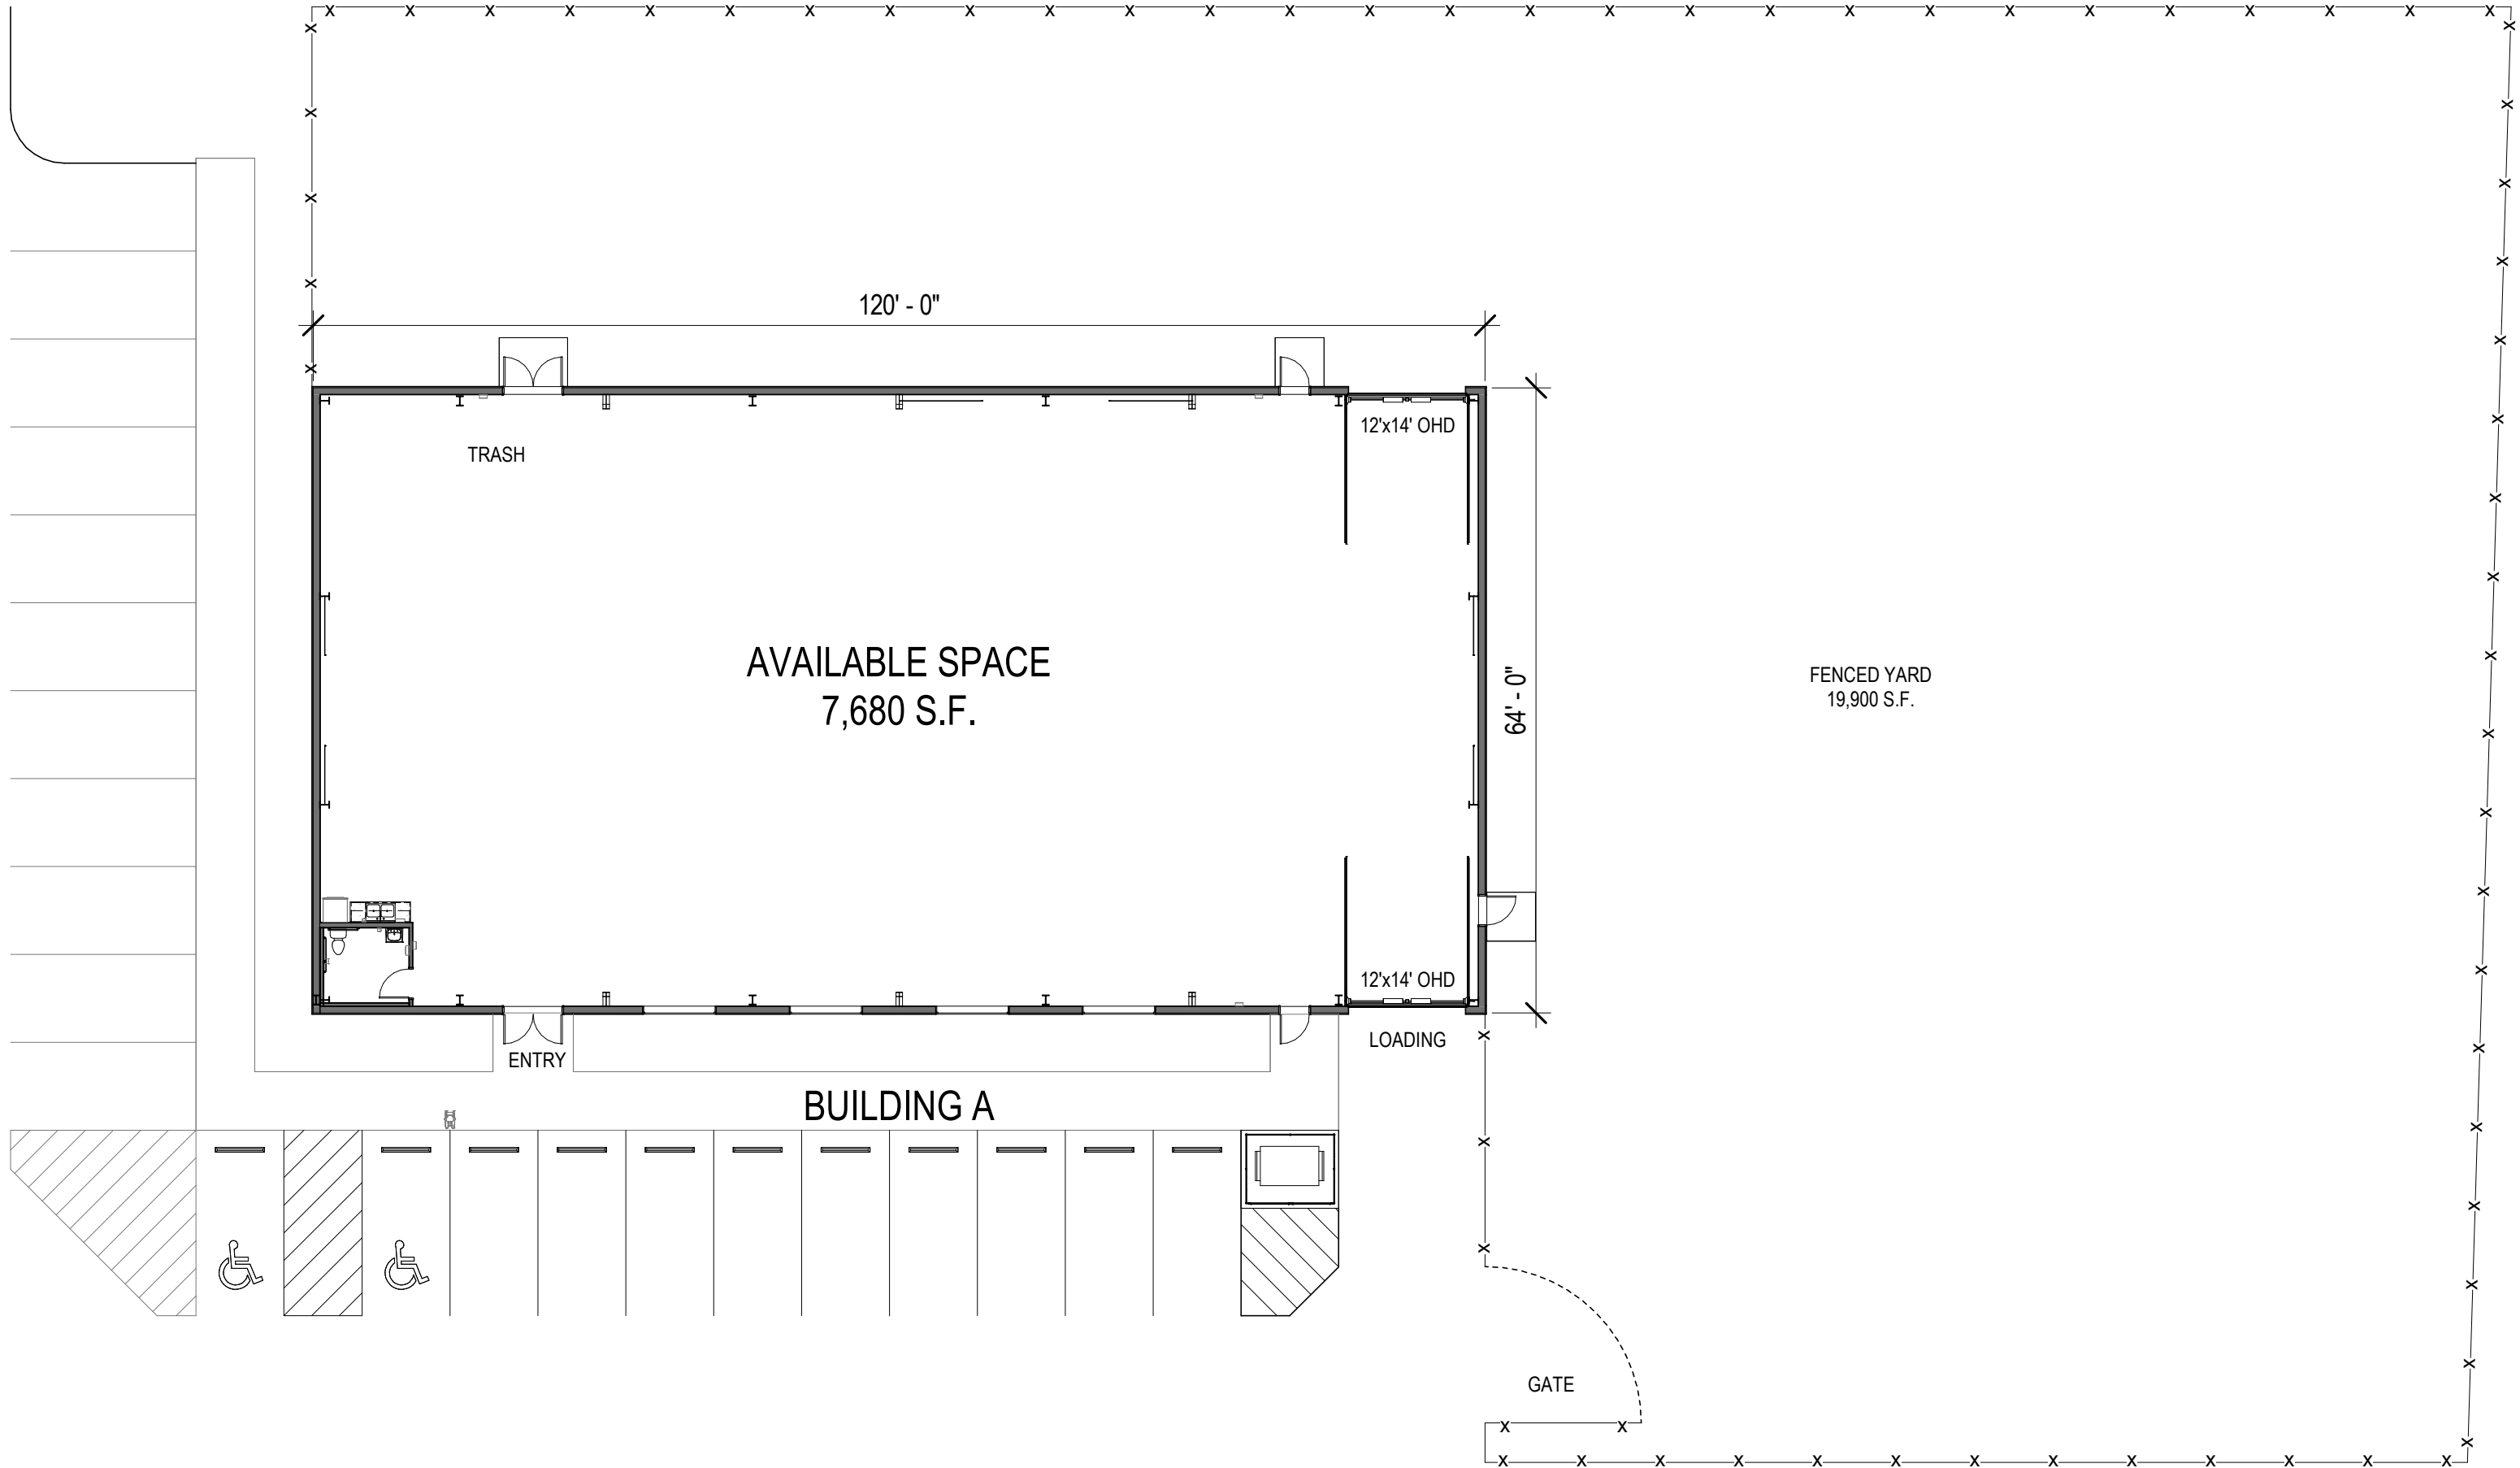 120' - 0"
12'x14' OHD
TRASH
AVAILABLE SPACE
7,680 S.F.
64' - 0"
FENCED YARD
19,900 S.F.
12'x14' OHD
LOADING
ENTRY
BUILDING A
GATE